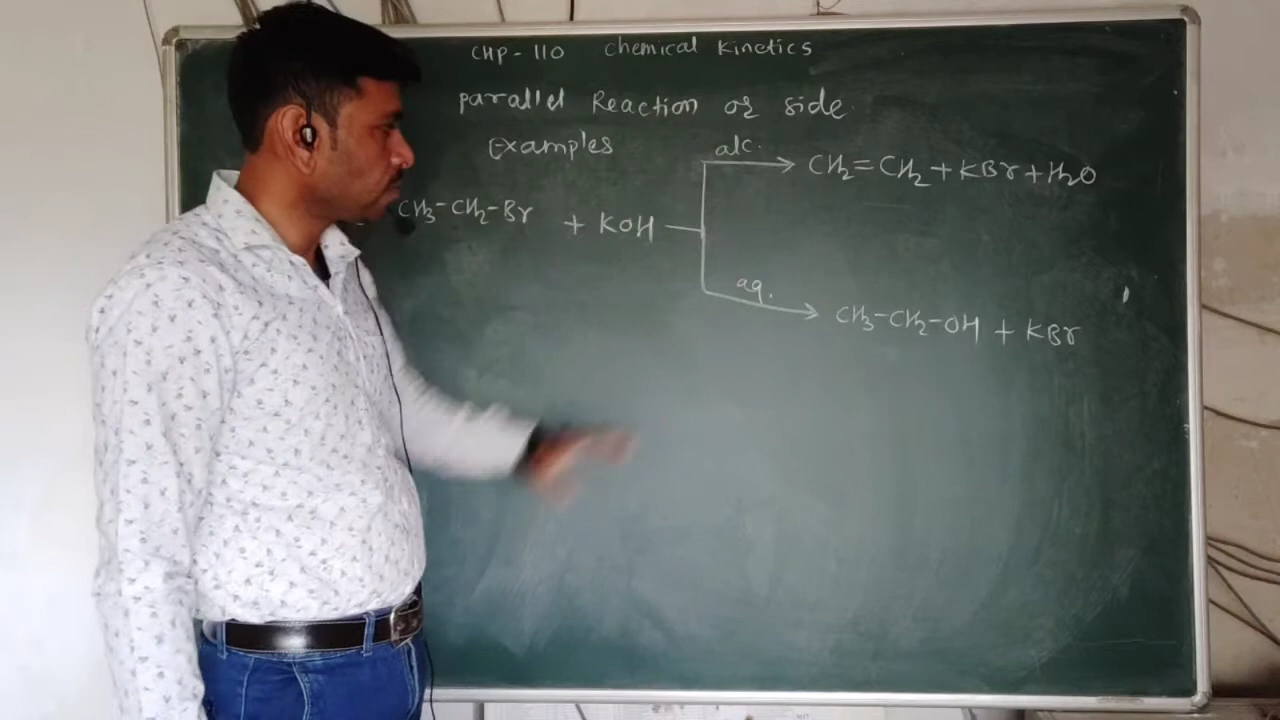 CHP-110 Chemical Kinetics
parallel Reaction or side
Examples
alc.
CH2=CH2+KBr+H2O
CH3-CH2-Br + KOH
aq.
CH3-CH2-OH + KBr